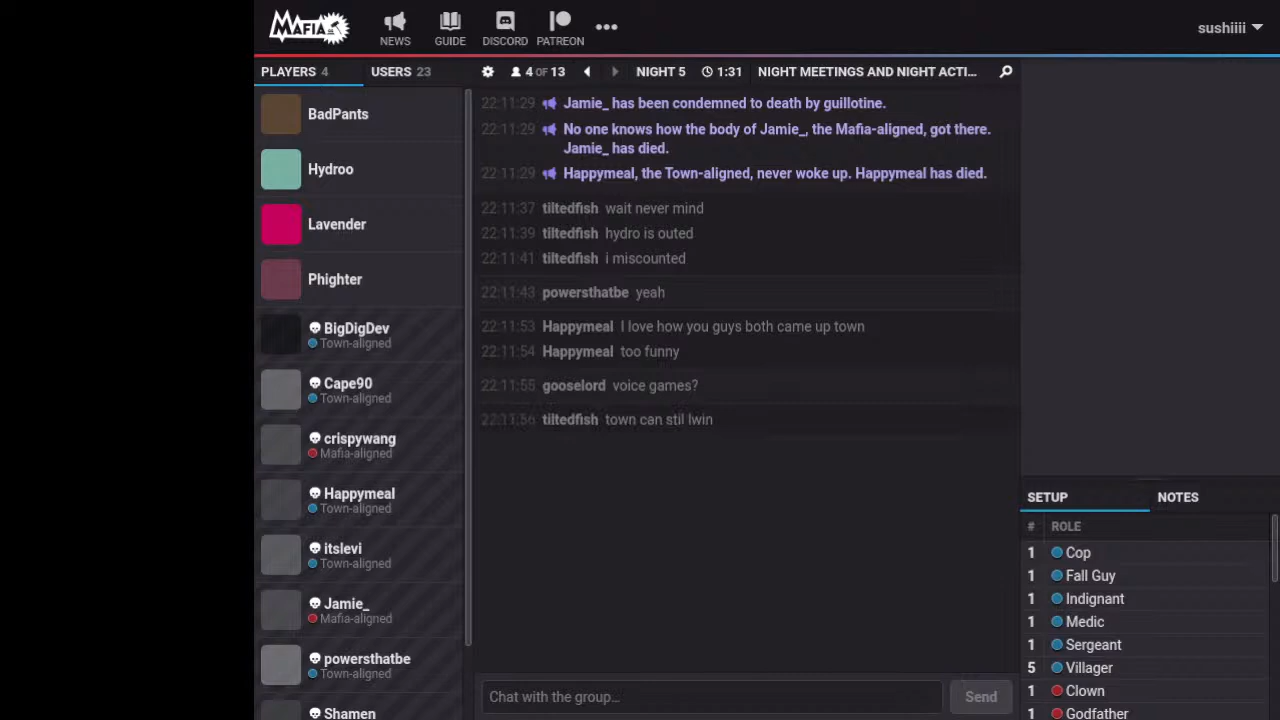 MAFIA
NEWS
GUIDE
DISCORD
PATREON
sushiiii
PLAYERS 4
USERS 23
4 OF 13
NIGHT 5
1:31
NIGHT MEETINGS AND NIGHT ACTI...
BadPants
Hydroo
Lavender
Phighter
BigDigDev
Town-aligned
Cape90
Town-aligned
crispywang
Mafia-aligned
Happymeal
Town-aligned
itslevi
Town-aligned
Jamie_
Mafia-aligned
powersthatbe
Town-aligned
Shamen
22:11:29 Jamie_ has been condemned to death by guillotine.
22:11:29 No one knows how the body of Jamie_, the Mafia-aligned, got there.
Jamie_ has died.
22:11:29 Happymeal, the Town-aligned, never woke up. Happymeal has died.
22:11:37 tiltedfish wait never mind
22:11:39 tiltedfish hydro is outed
22:11:41 tiltedfish i miscounted
22:11:43 powersthatbe yeah
22:11:53 Happymeal I love how you guys both came up town
22:11:54 Happymeal too funny
22:11:55 gooselord voice games?
22:11:56 tiltedfish town can stil lwin
Chat with the group...
Send
SETUP
NOTES
# ROLE
1 Cop
1 Fall Guy
1 Indignant
1 Medic
1 Sergeant
5 Villager
1 Clown
1 Godfather